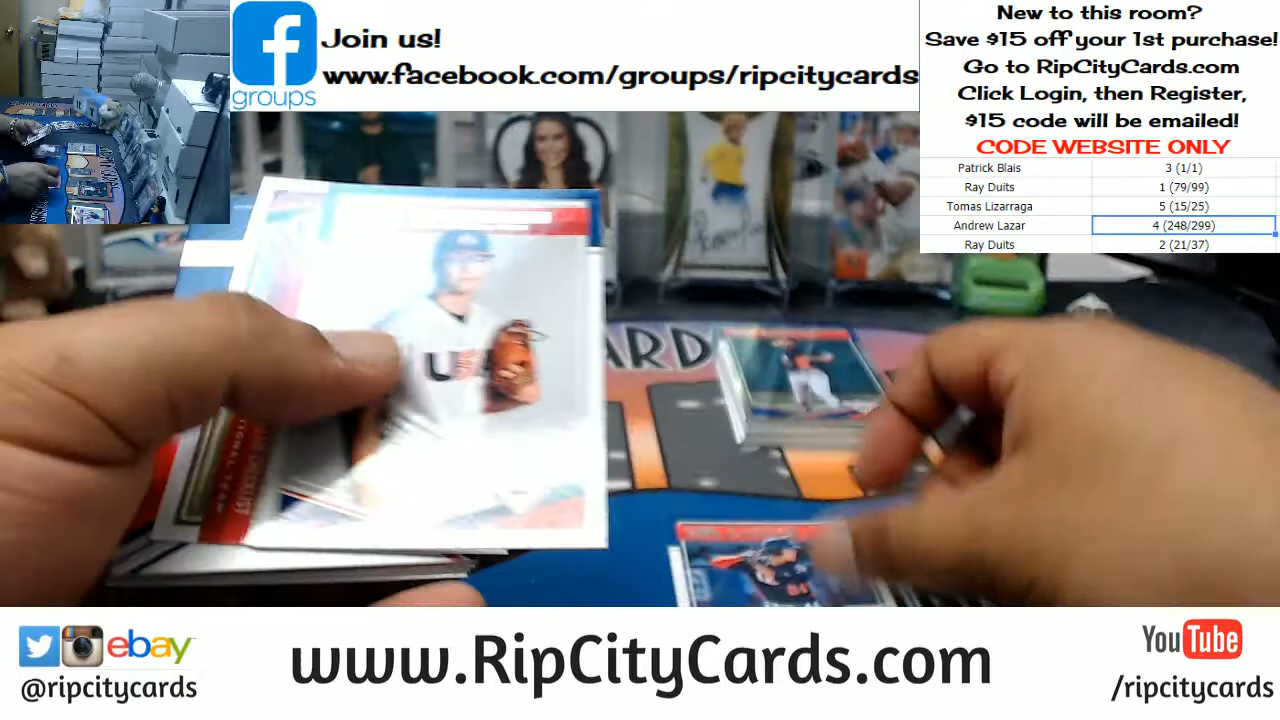 Join us!
www.facebook.com/groups/ripcitycards
groups
New to this room?
Save $15 off your 1st purchase!
Go to RipCityCards.com
Click Login, then Register,
$15 code will be emailed!
CODE WEBSITE ONLY
Patrick Blais 3 (1/1)
Ray Duits 1 (79/99)
Tomas Lizarraga 5 (15/25)
Andrew Lazar 4 (248/299)
Ray Duits 2 (21/37)
ARD
U
ebay
@ripcitycards
www.RipCityCards.com
YouTube
/ripcitycards